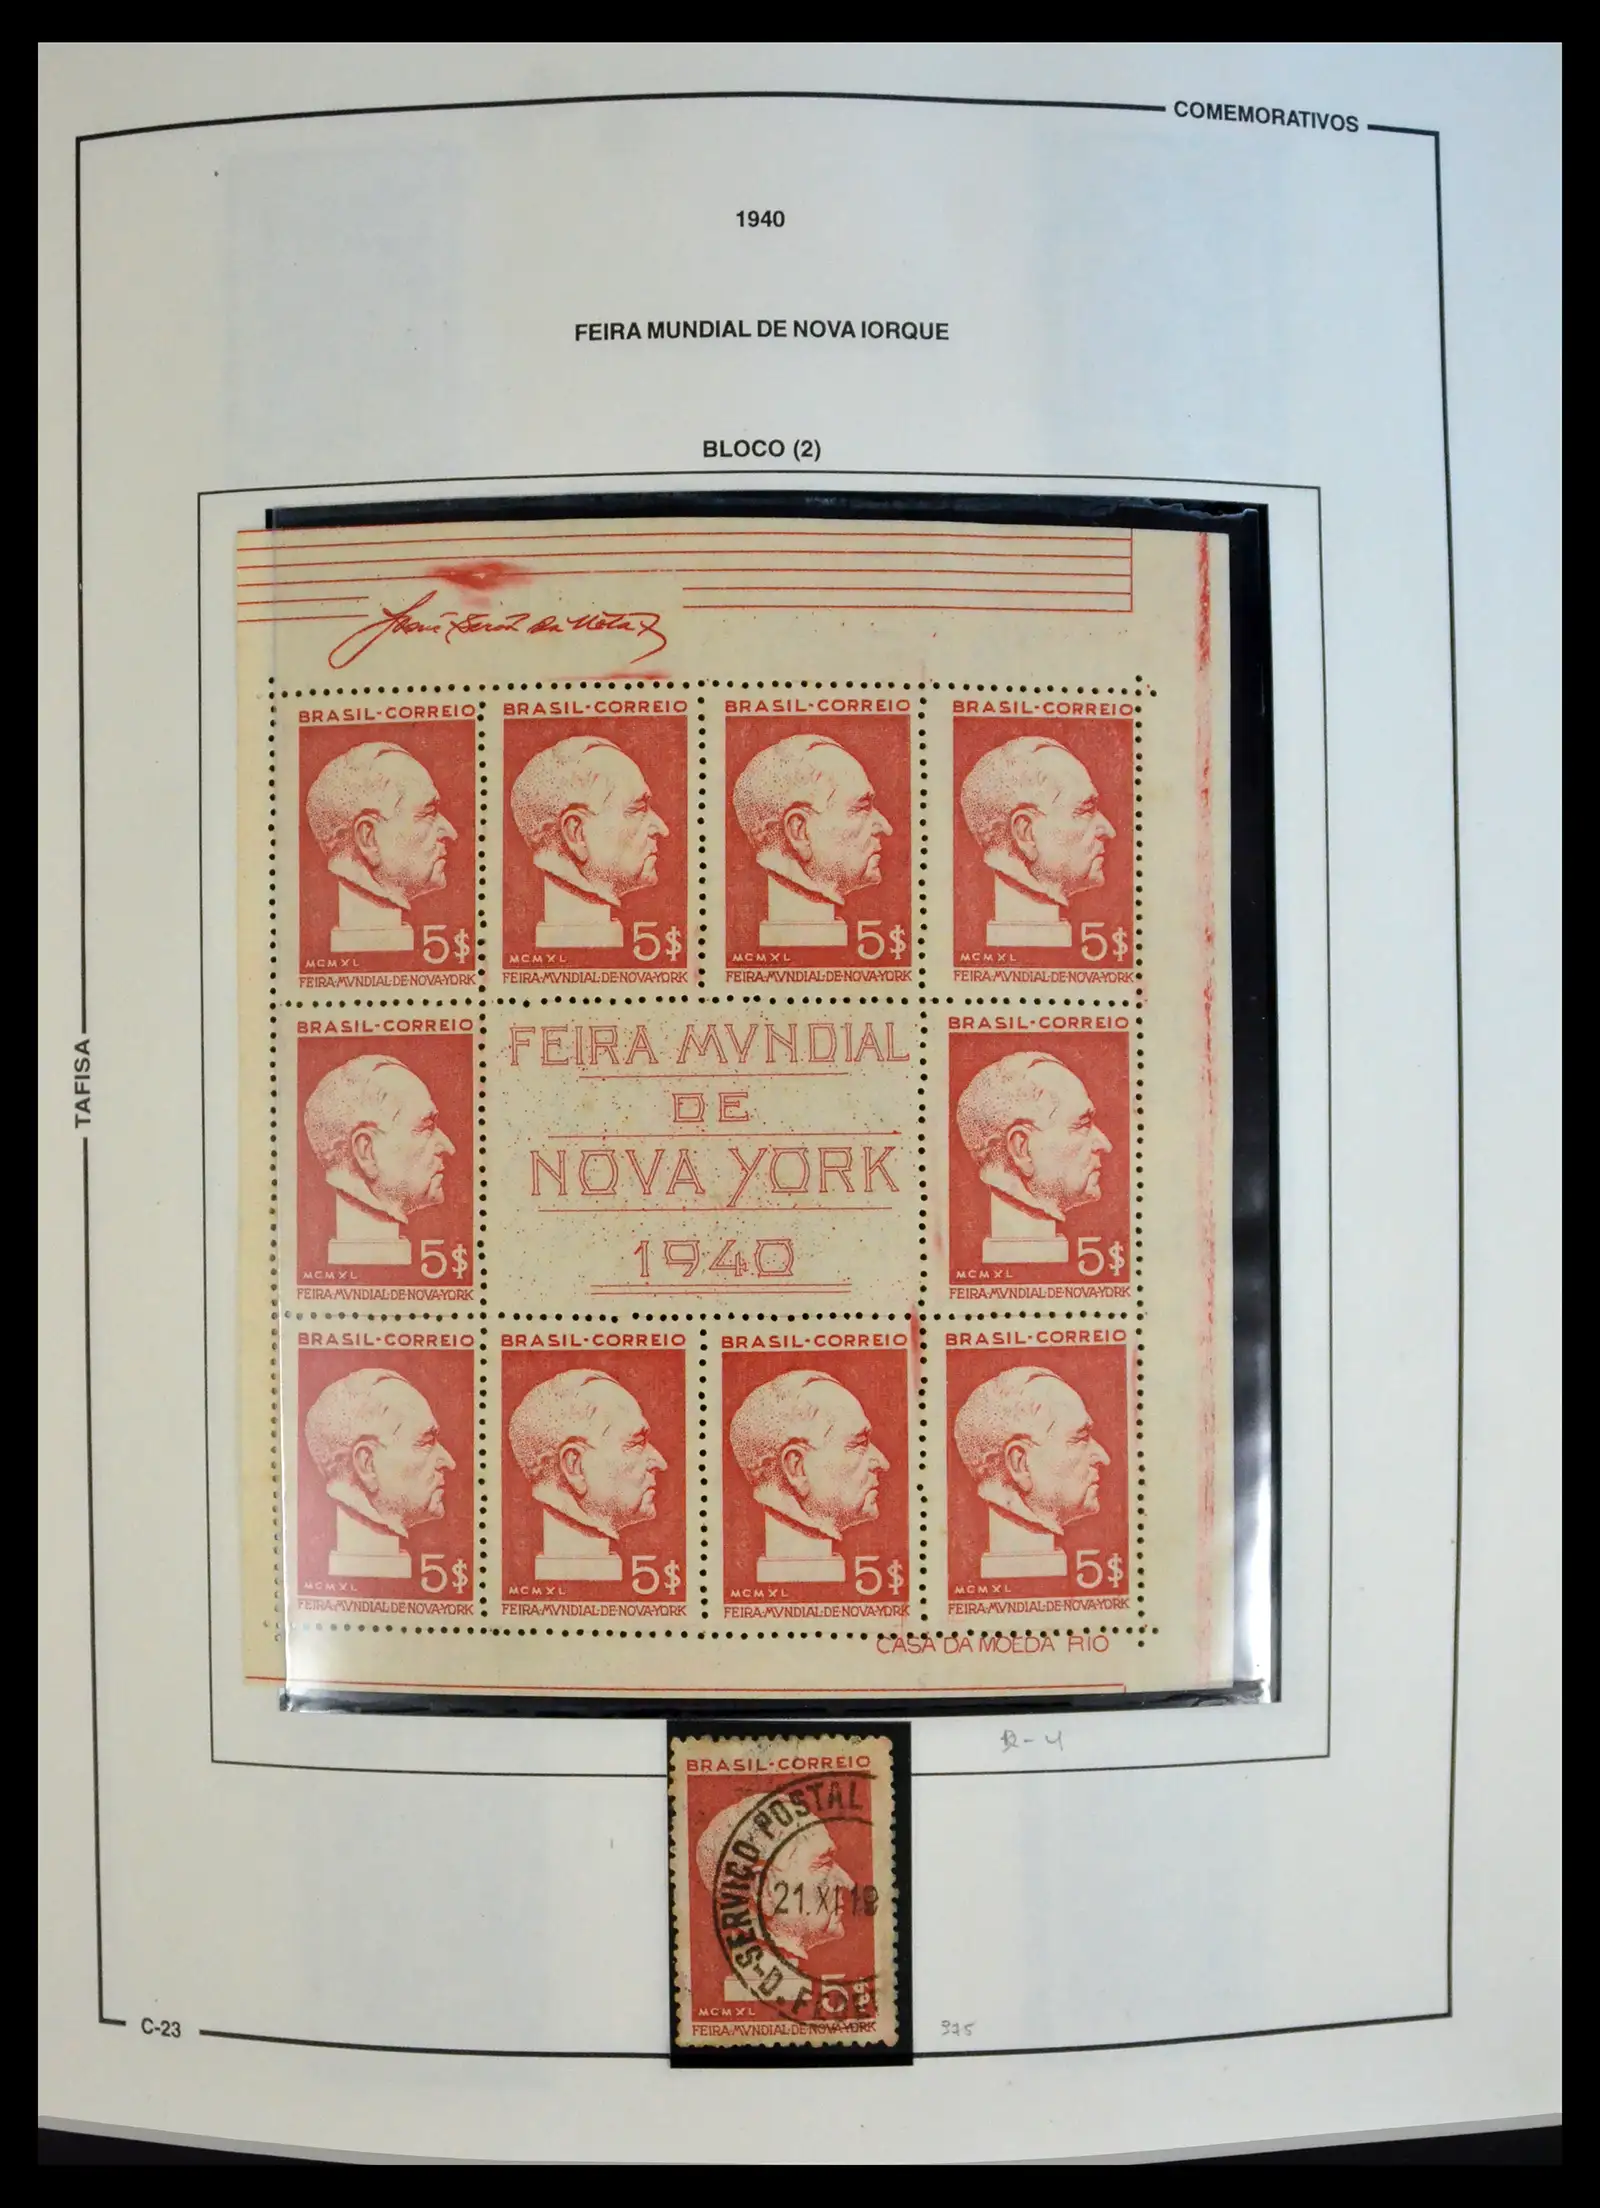 COMEMORATIVOS
1940
FEIRA MUNDIAL DE NOVA IORQUE
BLOCO (2)
TAFISA
BRASIL-CORREIO BRASIL-CORREIO BRASIL-CORREIO BRASIL-CORREIO
5$ 5$ 5$ 5$
MCMXL MCMXL MCMXL MCMXL
FEIRA·MVNDIAL·DE·NOVA·YORK FEIRA·MVNDIAL·DE·NOVA·YORK FEIRA·MVNDIAL·DE·NOVA·YORK FEIRA·MVNDIAL·DE·NOVA·YORK
BRASIL-CORREIO
5$
MCMXL
FEIRA·MVNDIAL·DE·NOVA·YORK
FEIRA MVNDIAL
DE
NOVA YORK
1940
BRASIL-CORREIO
5$
MCMXL
FEIRA·MVNDIAL·DE·NOVA·YORK
BRASIL-CORREIO BRASIL-CORREIO BRASIL-CORREIO BRASIL-CORREIO
5$ 5$ 5$ 5$
MCMXL MCMXL MCMXL MCMXL
FEIRA·MVNDIAL·DE·NOVA·YORK FEIRA·MVNDIAL·DE·NOVA·YORK FEIRA·MVNDIAL·DE·NOVA·YORK FEIRA·MVNDIAL·DE·NOVA·YORK
CASA DA MOEDA RIO
BRASIL-CORREIO
SERVIÇO POSTAL
21.XI.19
D. FEDE
MCMXL
FEIRA·MVNDIAL·DE·NOVA·YORK
C-23
375